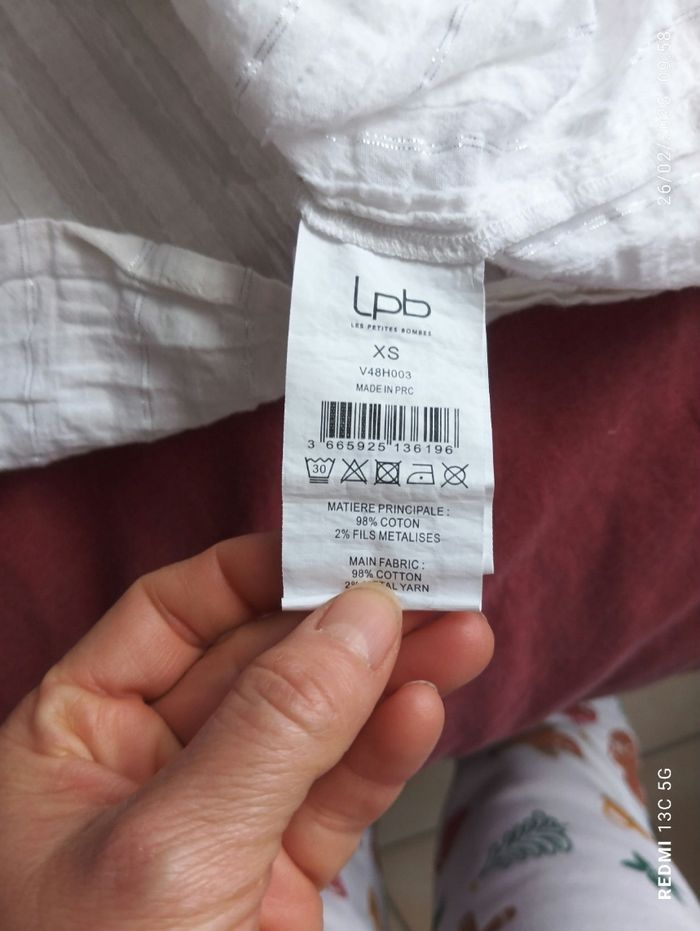 lpb
LES PETITES BOMBES
XS
V48H003
MADE IN PRC
3 665925 136196
30
MATIERE PRINCIPALE :
98% COTON
2% FILS METALISES
MAIN FABRIC :
98% COTTON
YARN
REDMI 13C 5G